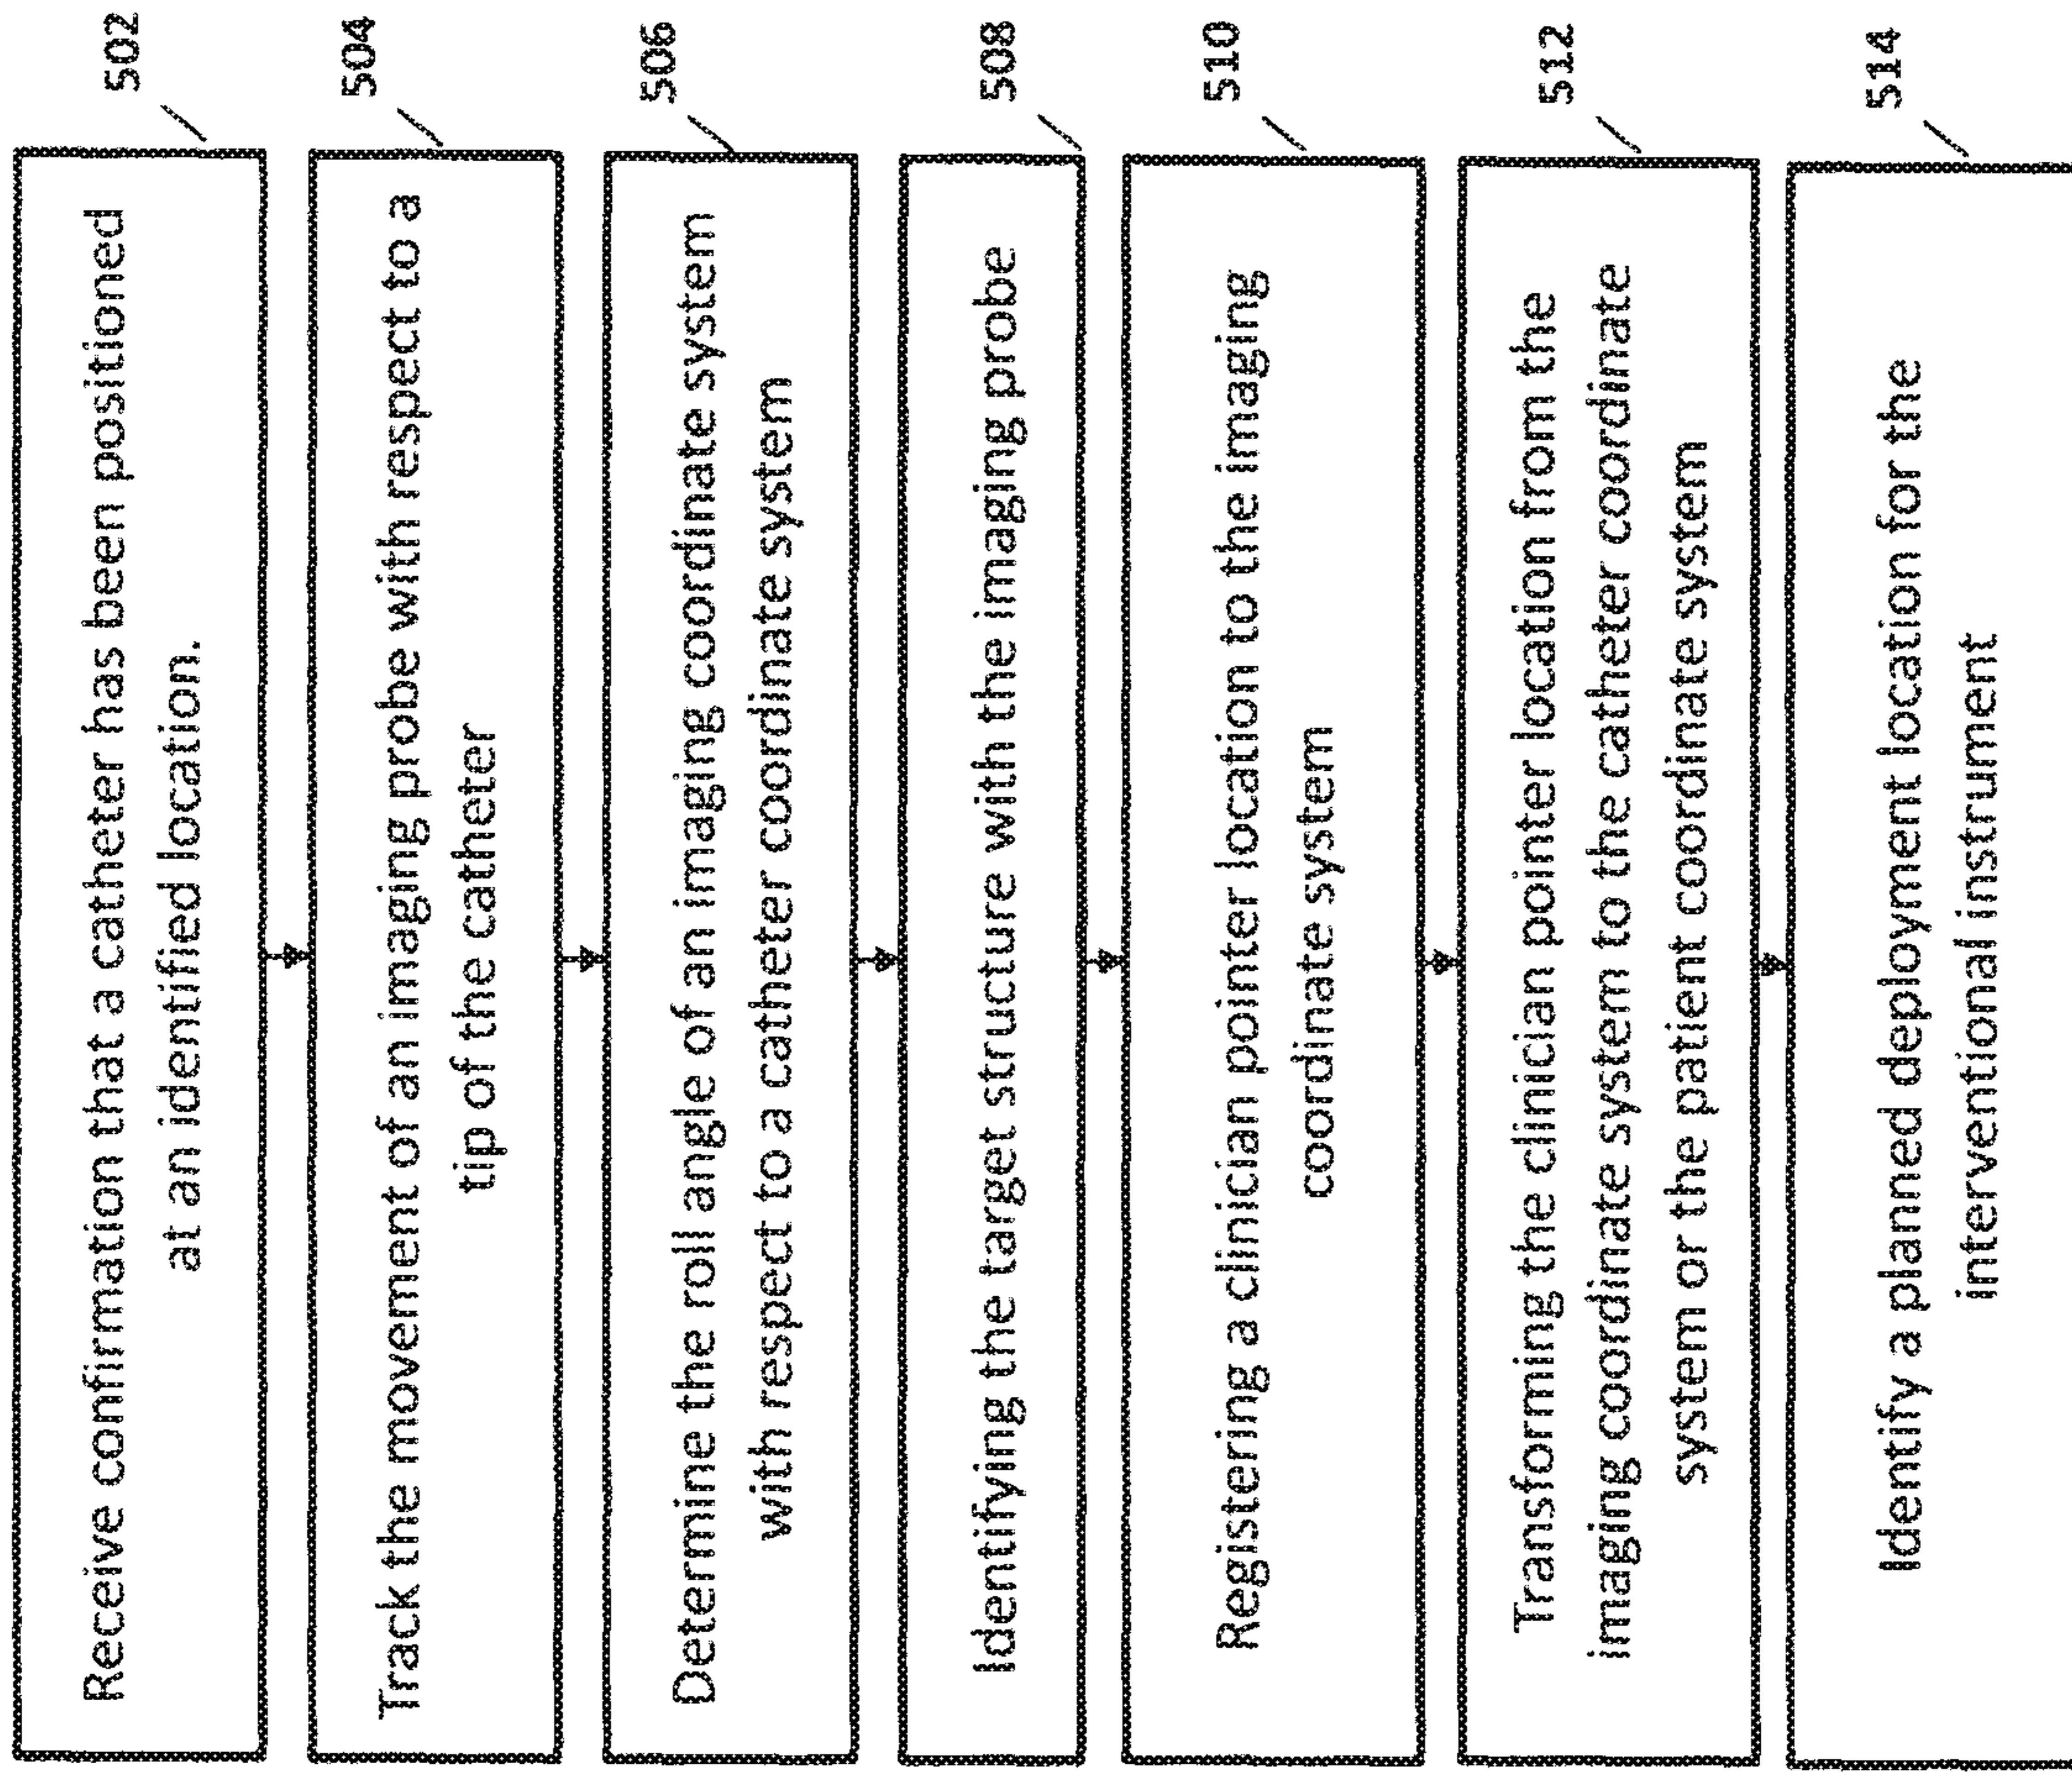 502
Receive confirmation that a catheter has been positioned
at an identified location.
504
Track the movement of an imaging probe with respect to a
tip of the catheter
506
Determine the roll angle of an imaging coordinate system
with respect to a catheter coordinate system
508
Identifying the target structure with the imaging probe
510
Registering a clinician pointer location to the imaging
coordinate system
512
Transforming the clinician pointer location from the
imaging coordinate system to the catheter coordinate
system or the patient coordinate system
514
Identify a planned deployment location for the
interventional instrument